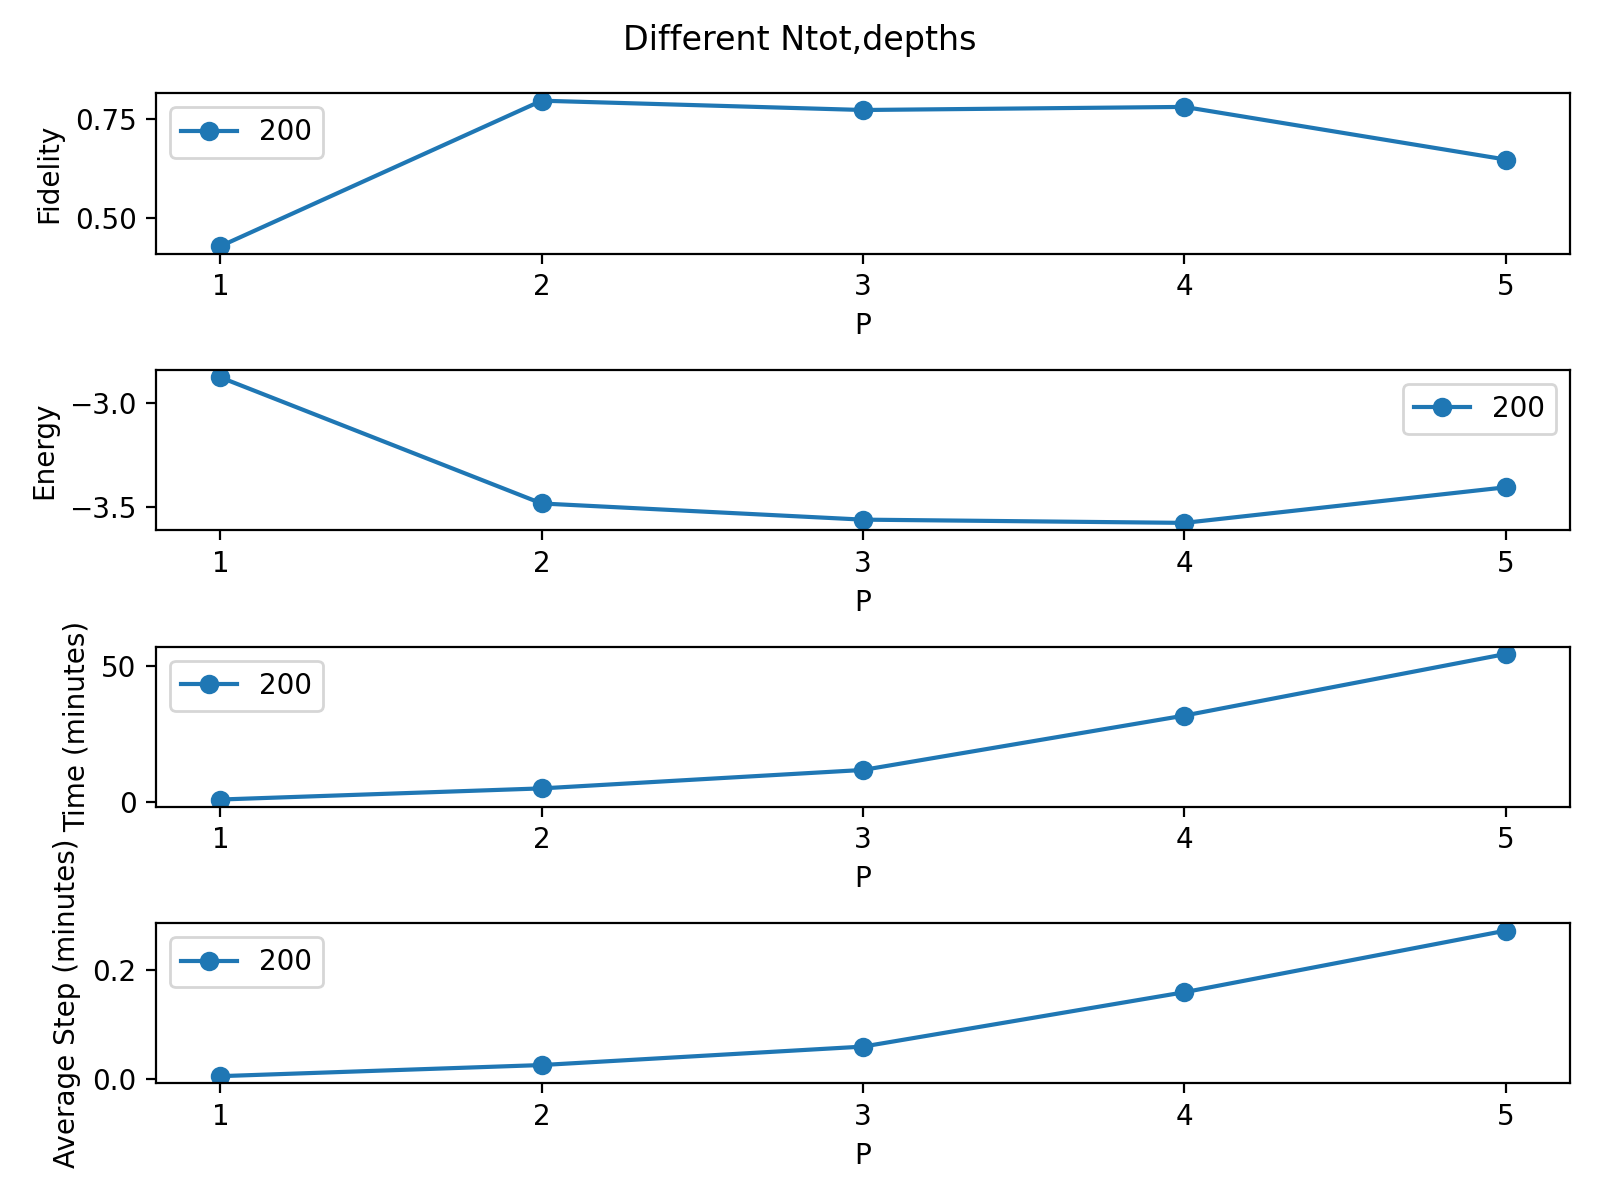 Different Ntot,depths
Fidelity
0.75
0.50
200
1 2 3 4 5
P
Energy
−3.0
−3.5
200
1 2 3 4 5
P
Time (minutes)
50
0
200
1 2 3 4 5
P
Average Step (minutes)
0.2
0.0
200
1 2 3 4 5
P